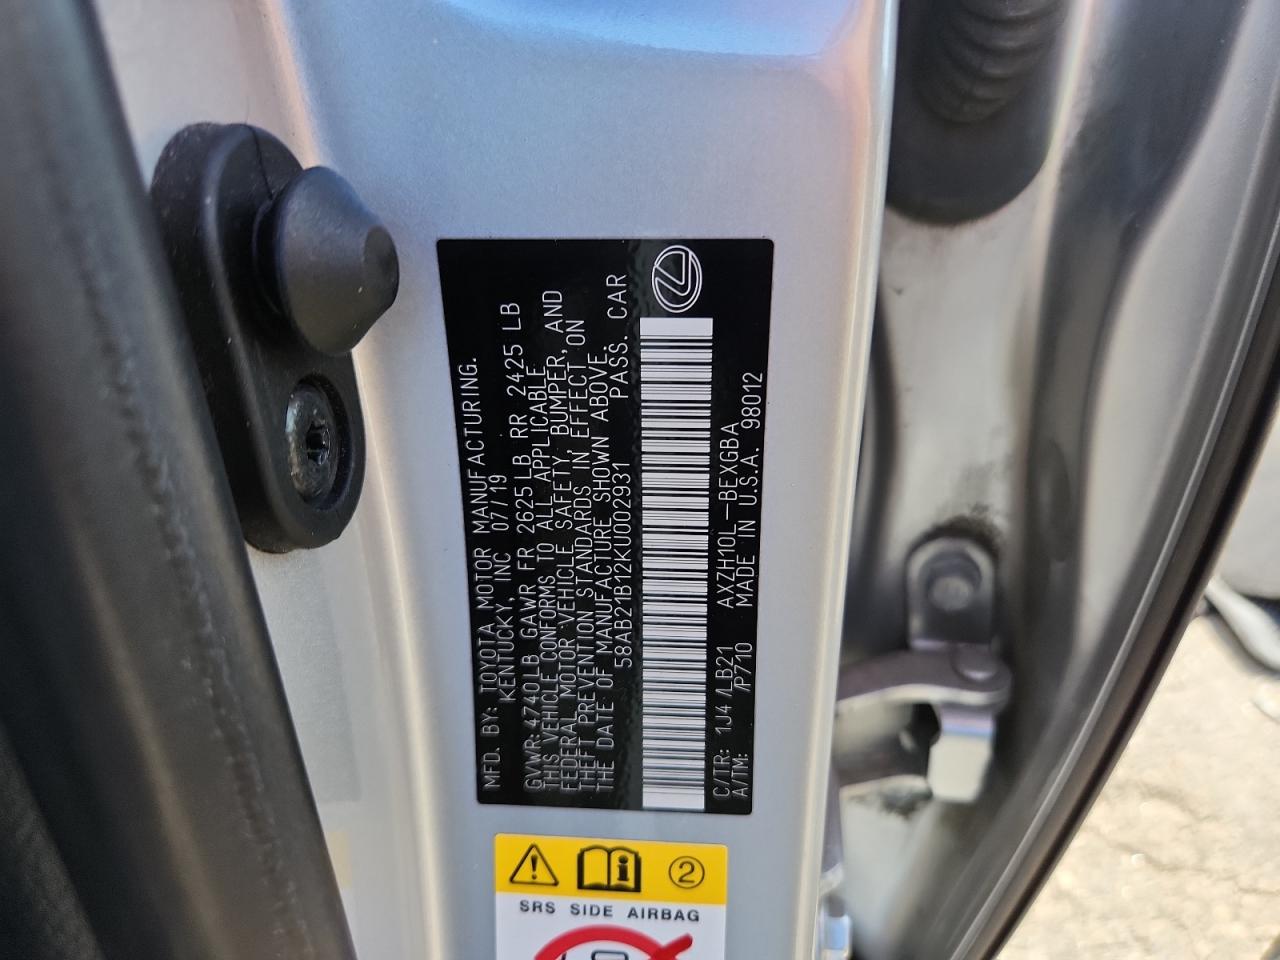 MFD. BY: TOYOTA MOTOR MANUFACTURING.
KENTUCKY, INC 07/19
GVWR: 4740LB GAWR FR 2625LB RR 2425 LB
THIS VEHICLE CONFORMS TO ALL APPLICABLE
FEDERAL MOTOR VEHICLE SAFETY, BUMPER, AND
THEFT PREVENTION STANDARDS IN EFFECT ON
THE DATE OF MANUFACTURE SHOWN ABOVE.
58AB21B12KU002931 PASS. CAR
C/TR: 1J4 /LB21 AXZH10L-BEXGBA
A/TM: /P710 MADE IN U.S.A. 98012
2
SRS SIDE AIRBAG